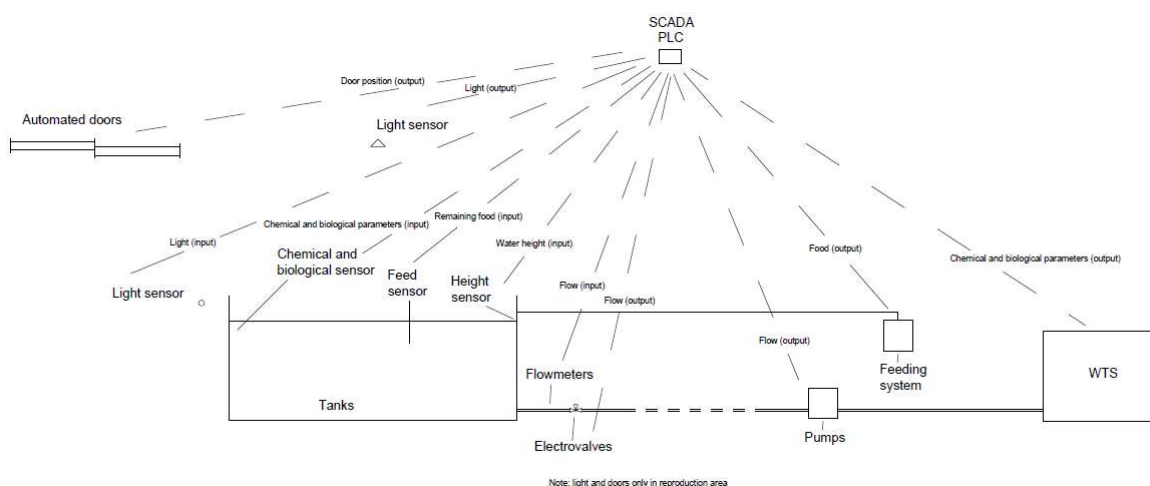 SCADA
PLC
Door position (output)
Light (output)
Automated doors
Light sensor
Light (input)
Chemical and biological parameters (input)
Remaining food (input)
Water height (input)
Food (output)
Chemical and biological parameters (output)
Chemical and
biological sensor
Feed
sensor
Height
sensor
Light sensor
Flow (input)
Flow (output)
Flow (output)
Feeding
system
WTS
Flowmeters
Tanks
Pumps
Electrovalves
Note: light and doors only in reproduction area